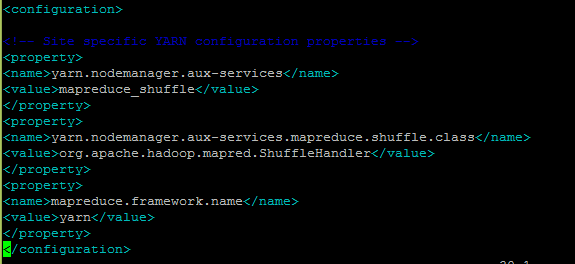 <configuration>
<!-- Site specific YARN configuration properties -->
<property>
<name>yarn.nodemanager.aux-services</name>
<value>mapreduce_shuffle</value>
</property>
<property>
<name>yarn.nodemanager.aux-services.mapreduce.shuffle.class</name>
<value>org.apache.hadoop.mapred.ShuffleHandler</value>
</property>
<property>
<name>mapreduce.framework.name</name>
<value>yarn</value>
</property>
</configuration>